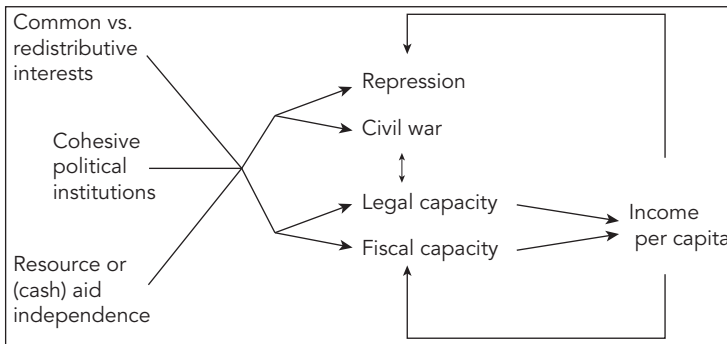 Common vs.
redistributive
interests
Cohesive
political
institutions
Resource or
(cash) aid
independence
Repression
Civil war
Legal capacity
Fiscal capacity
Income
per capita